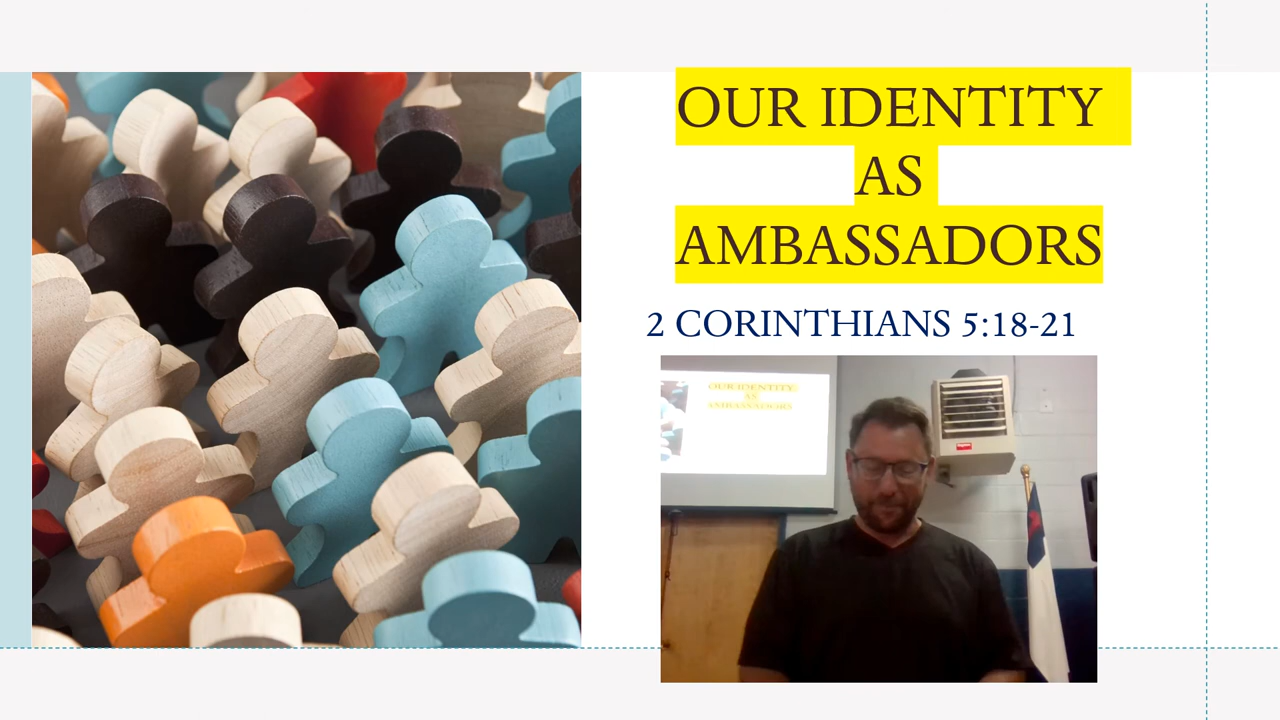 OUR IDENTITY
AS
AMBASSADORS
2 CORINTHIANS 5:18-21
OUR IDENTITY
AS
AMBASSADORS